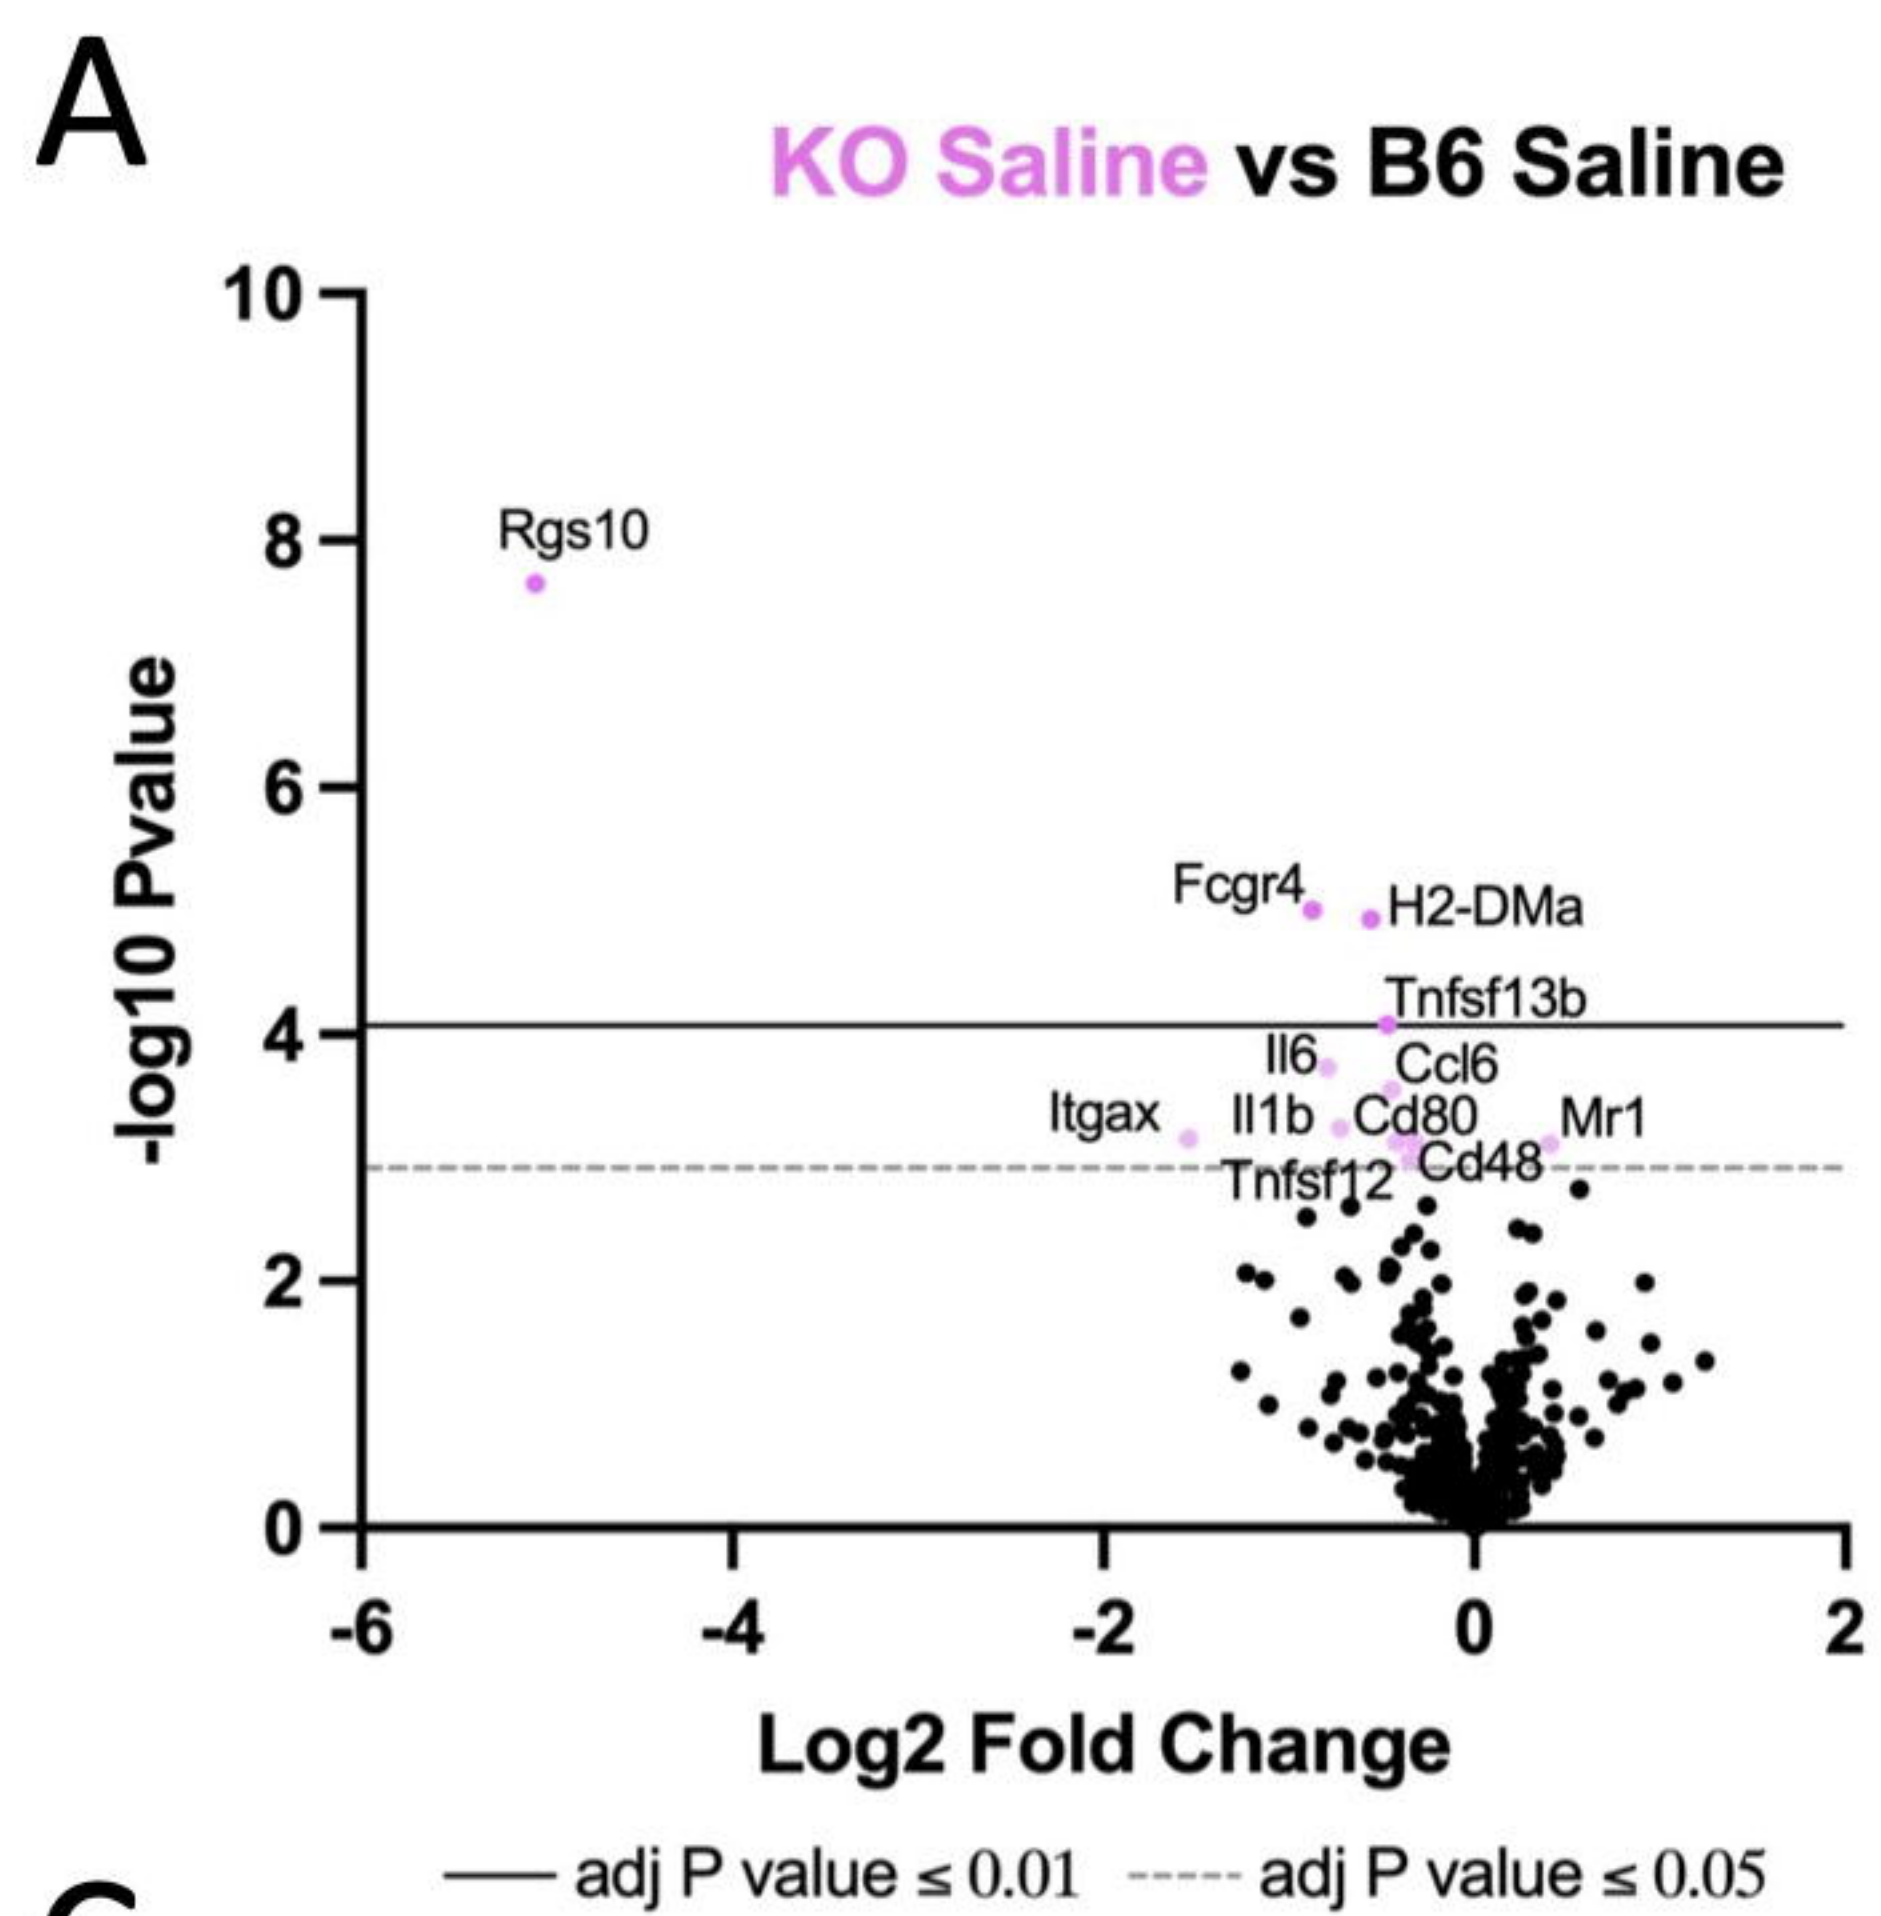 A
KO Saline vs B6 Saline
10
8
6
4
2
0
-log10 Pvalue
Rgs10
Fcgr4
H2-DMa
Tnfsf13b
Il6
Ccl6
Itgax
Il1b
Cd80
Mr1
Tnfsf12
Cd48
-6 -4 -2 0 2
Log2 Fold Change
adj P value ≤ 0.01 adj P value ≤ 0.05